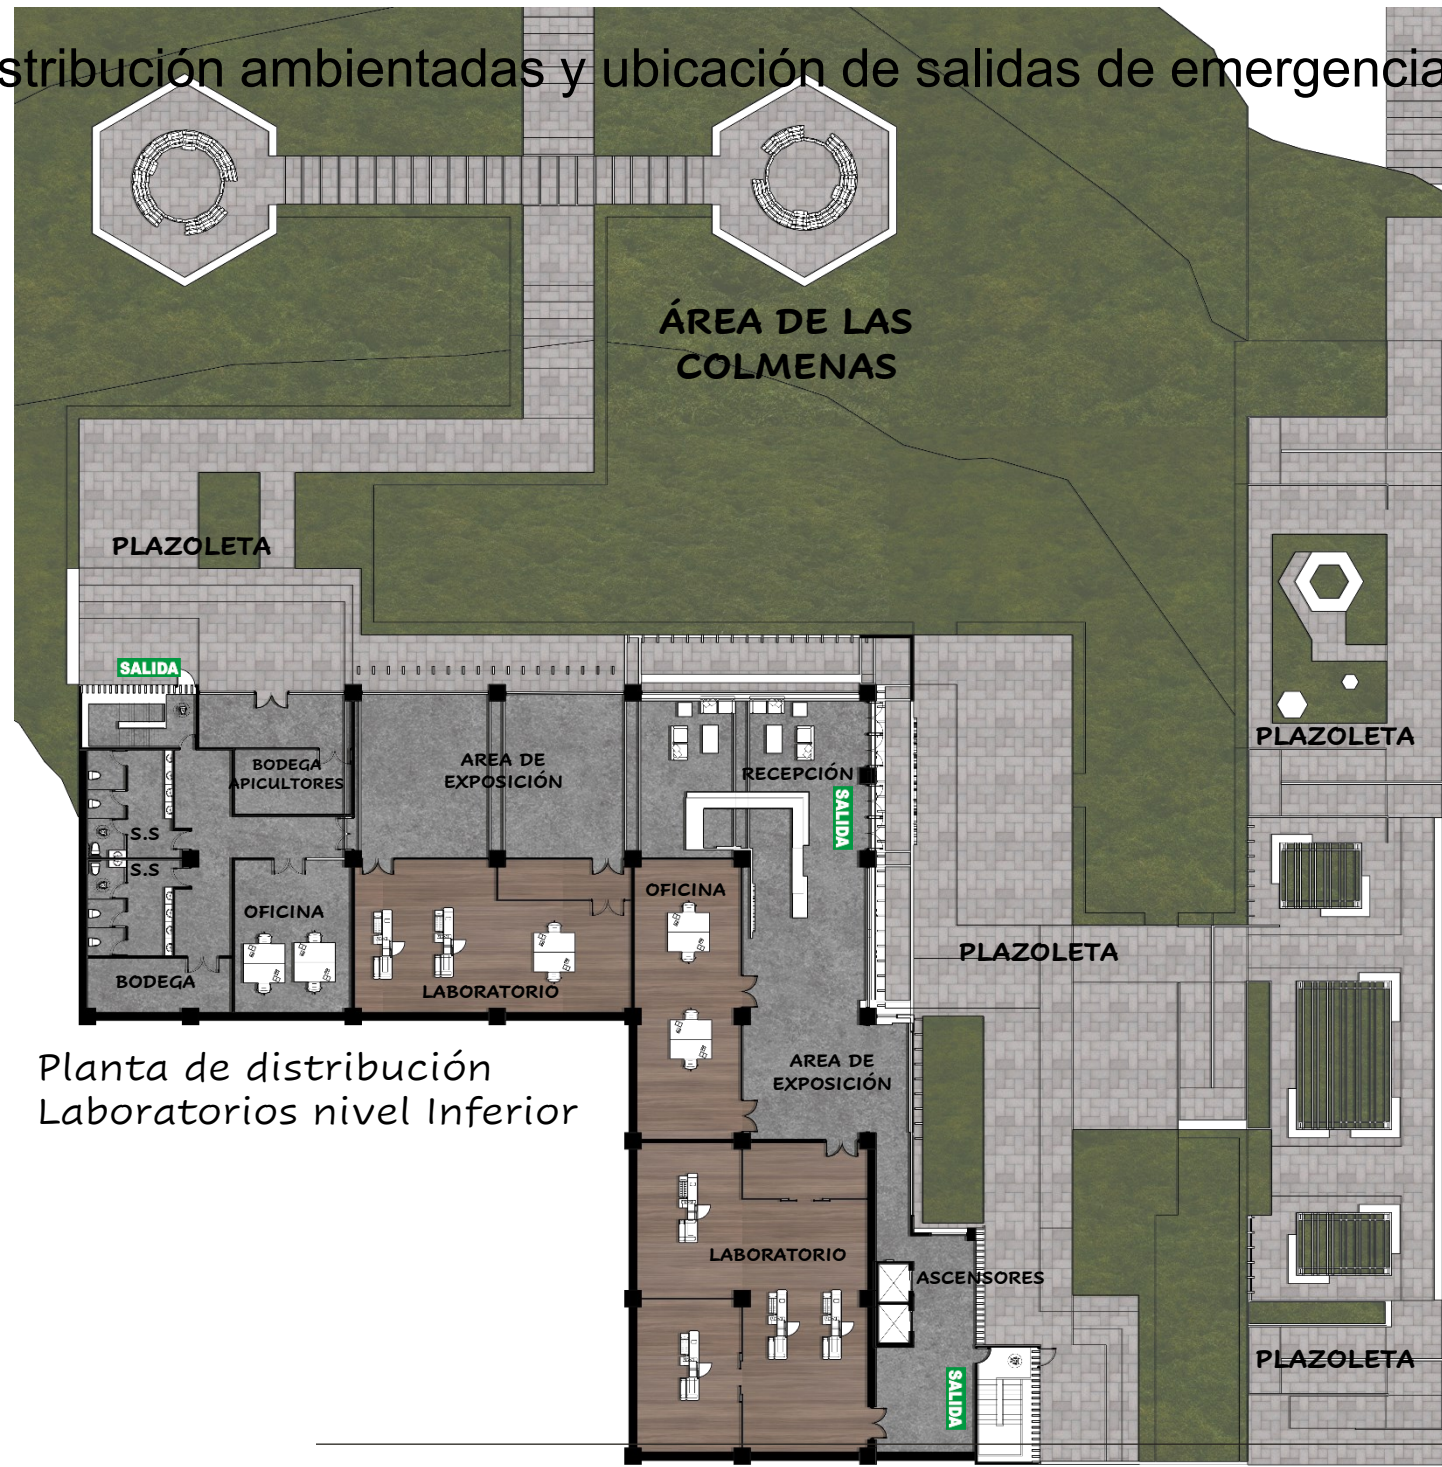 stribución ambientadas y ubicación de salidas de emergencia
ÁREA DE LAS
COLMENAS
PLAZOLETA
SALIDA
PLAZOLETA
BODEGA
APICULTORES
AREA DE
EXPOSICIÓN
RECEPCIÓN
SALIDA
S.S
S.S
OFICINA
OFICINA
BODEGA
LABORATORIO
PLAZOLETA
Planta de distribución
Laboratorios nivel Inferior
AREA DE
EXPOSICIÓN
LABORATORIO
ASCENSORES
SALIDA
PLAZOLETA